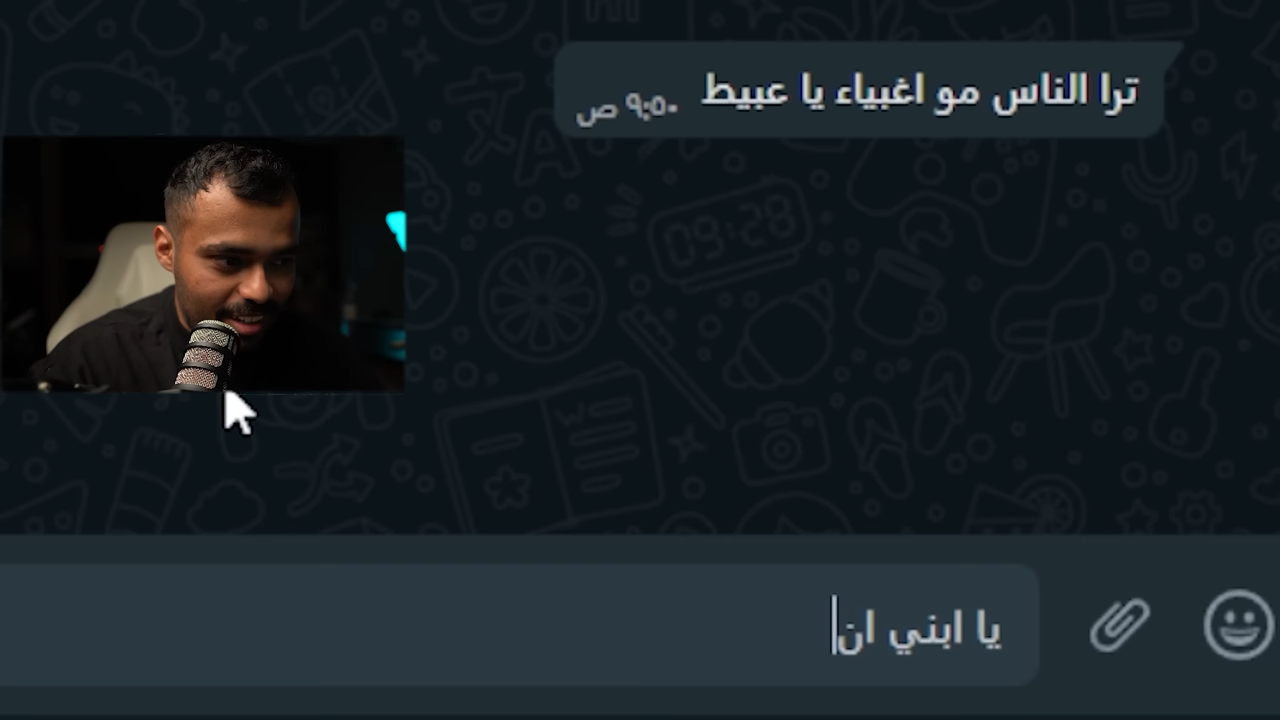 ترا الناس مو اغبياء يا عبيط
٩:٥٠ ص
يا ابني ان